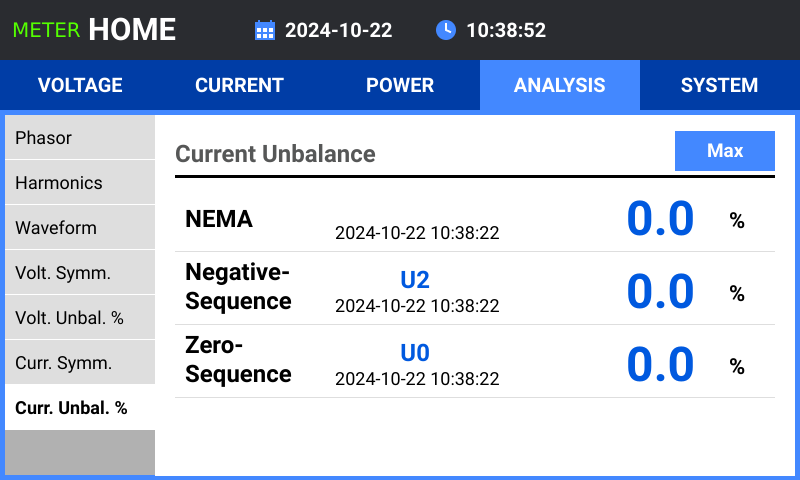 METER HOME 2024-10-22 10:38:52
VOLTAGE CURRENT POWER ANALYSIS SYSTEM
Phasor
Harmonics
Waveform
Volt. Symm.
Volt. Unbal. %
Curr. Symm.
Curr. Unbal. %
Current Unbalance Max
NEMA 2024-10-22 10:38:22 0.0 %
Negative-
Sequence U2 2024-10-22 10:38:22 0.0 %
Zero-
Sequence U0 2024-10-22 10:38:22 0.0 %